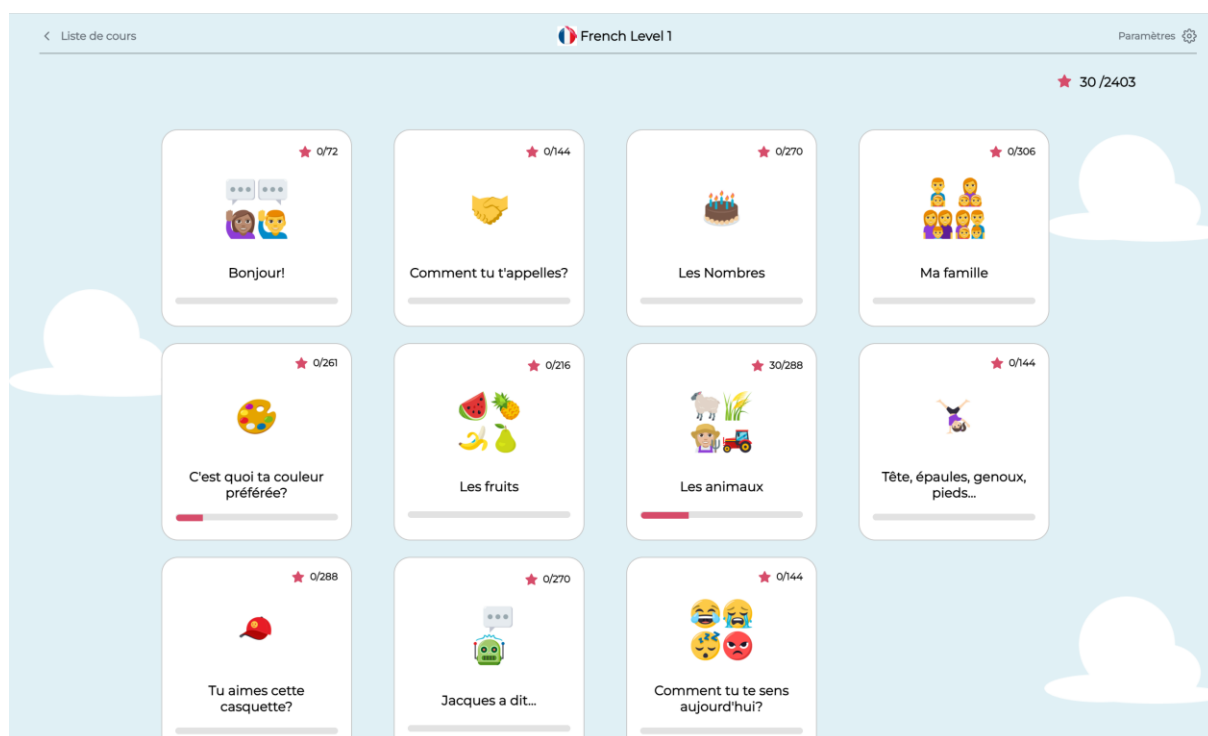 Liste de cours
French Level 1
Paramètres
30 /2403
0/72
Bonjour!
0/144
Comment tu t'appelles?
0/270
Les Nombres
0/306
Ma famille
0/261
C'est quoi ta couleur
préférée?
0/216
Les fruits
30/288
Les animaux
0/144
Tête, épaules, genoux,
pieds...
0/288
Tu aimes cette
casquette?
0/270
Jacques a dit...
0/144
Comment tu te sens
aujourd'hui?